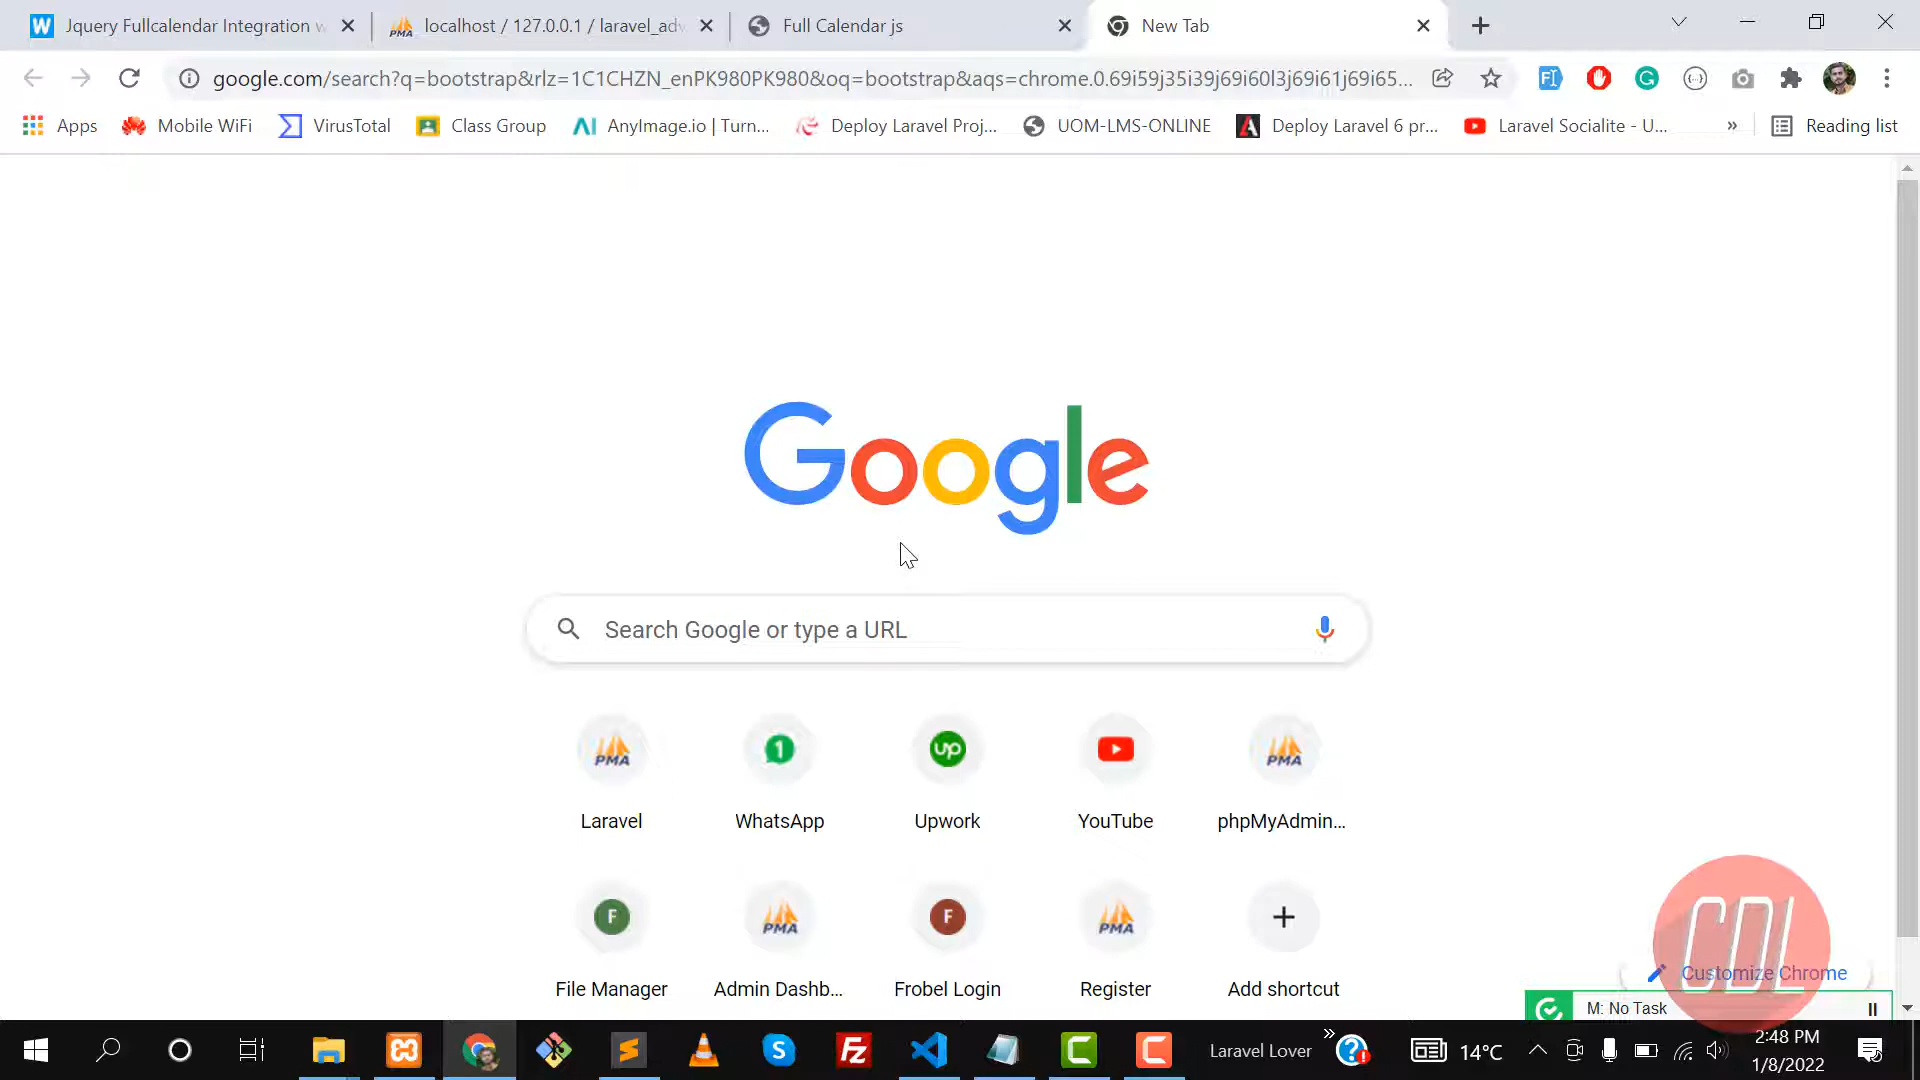 Jquery Fullcalendar Integration w
localhost / 127.0.0.1 / laravel_adv
Full Calendar js
New Tab
google.com/search?q=bootstrap&rlz=1C1CHZN_enPK980PK980&oq=bootstrap&aqs=chrome.0.69i59j35i39j69i60l3j69i61j69i65...
Apps
Mobile WiFi
VirusTotal
Class Group
AnyImage.io | Turn...
Deploy Laravel Proj...
UOM-LMS-ONLINE
Deploy Laravel 6 pr...
Laravel Socialite - U...
»
Reading list
Google
Search Google or type a URL
Laravel
WhatsApp
Upwork
YouTube
phpMyAdmin...
File Manager
Admin Dashb...
Frobel Login
Register
Add shortcut
CDL
Customize Chrome
M: No Task
Laravel Lover
14°C
2:48 PM
1/8/2022